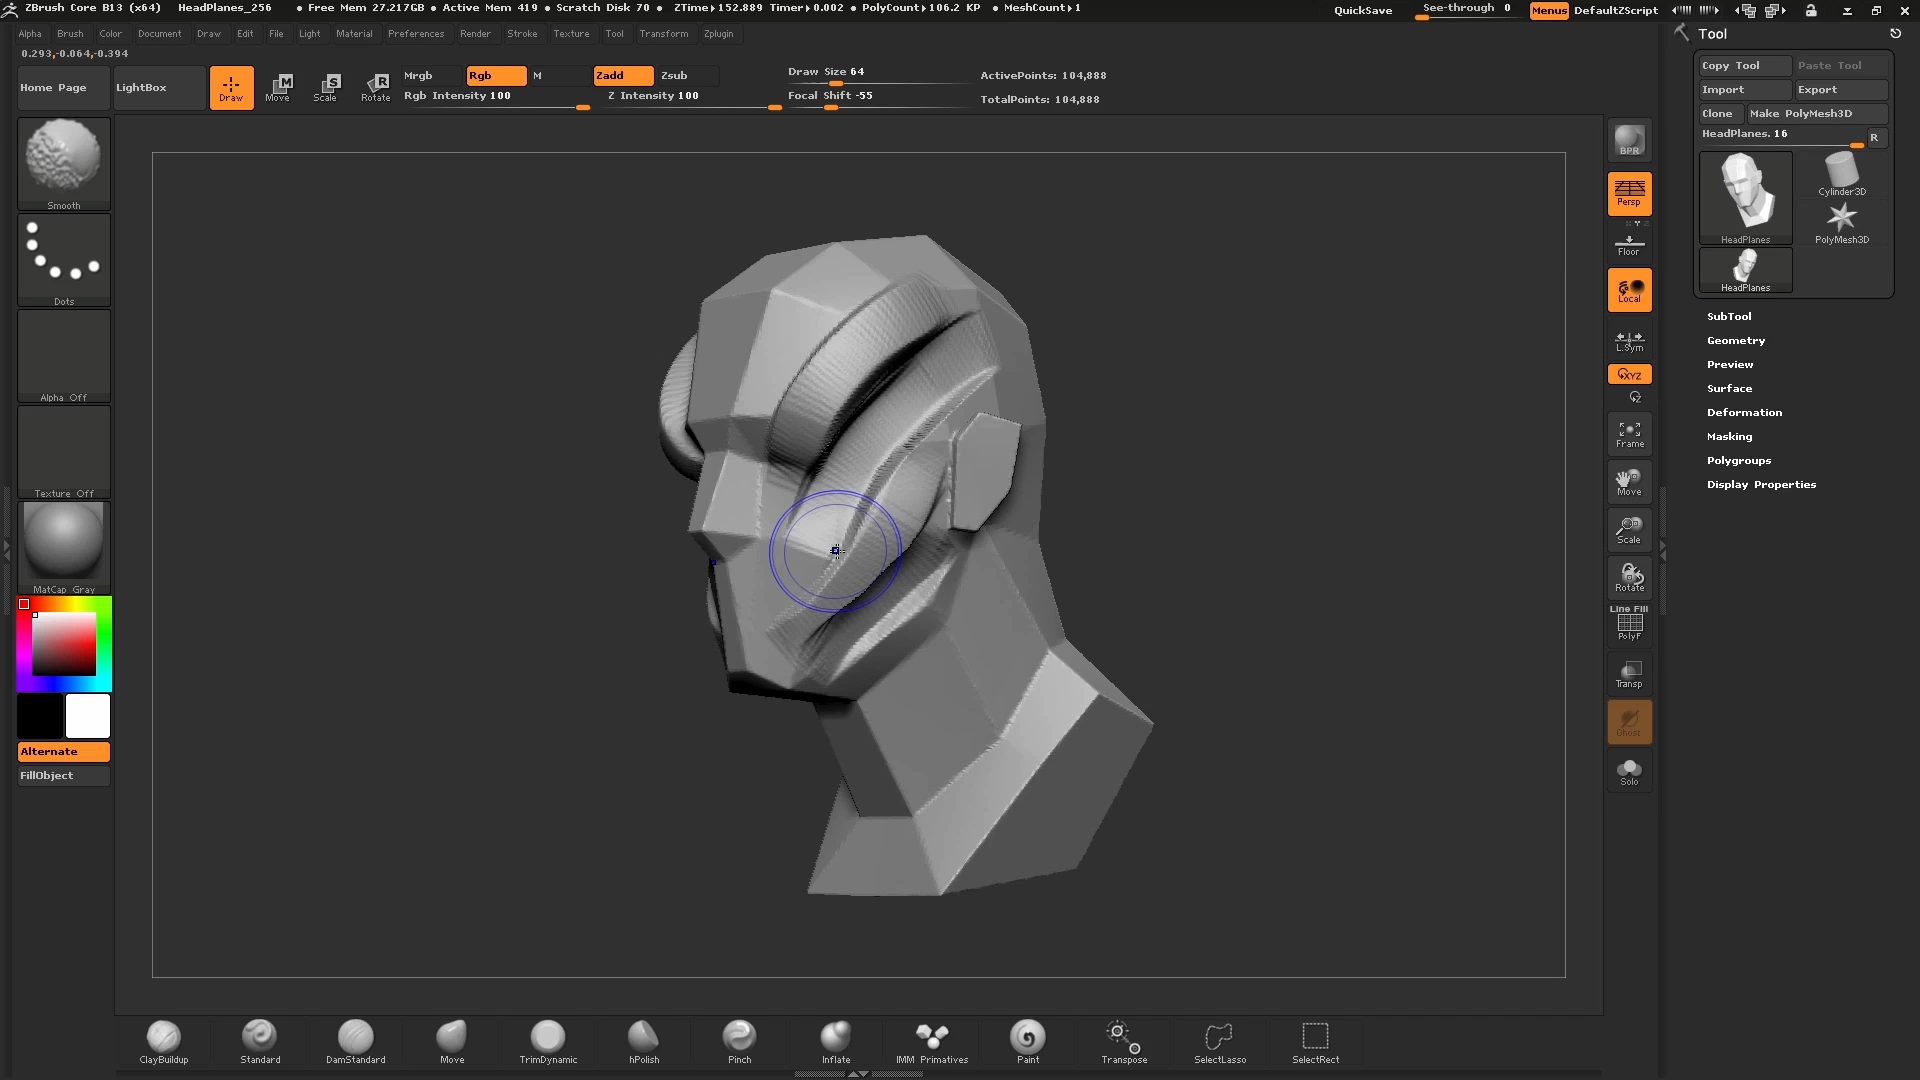 ZBrush Core B13 (x64) HeadPlanes_256 • Free Mem 27.217GB • Active Mem 419 • Scratch Disk 70 • ZTime▸152.889 Timer▸0.002 • PolyCount▸106.2 KP • MeshCount▸1 QuickSave See-through 0 Menus DefaultZScript
Alpha Brush Color Document Draw Edit File Light Material Preferences Render Stroke Texture Tool Transform Zplugin
0.293,-0.064,-0.394
Home Page LightBox Draw Move Scale Rotate
M S R
Mrgb Rgb M Zadd Zsub
Rgb Intensity 100 Z Intensity 100
Draw Size 64
Focal Shift -55
ActivePoints: 104,888
TotalPoints: 104,888
Smooth
Dots
Alpha Off
Texture Off
MatCap Gray
Alternate
FillObject
BPR
Persp
Floor
Local
L.Sym
XYZ
Z
Frame
Move
Scale
Rotate
Line Fill
PolyF
Transp
Ghost
Solo
Tool
Copy Tool Paste Tool
Import Export
Clone Make PolyMesh3D
HeadPlanes. 16 R
HeadPlanes Cylinder3D
PolyMesh3D
HeadPlanes
SubTool
Geometry
Preview
Surface
Deformation
Masking
Polygroups
Display Properties
ClayBuildup Standard DamStandard Move TrimDynamic hPolish Pinch Inflate IMM Primitives Paint Transpose SelectLasso SelectRect